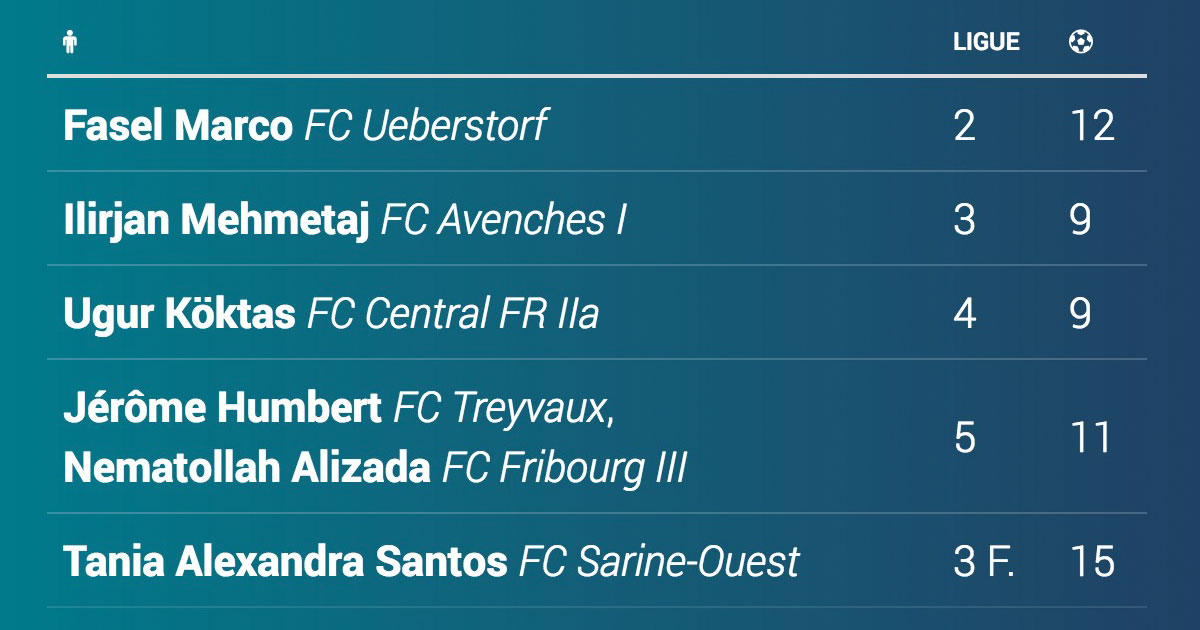 LIGUE
Fasel Marco FC Ueberstorf 2 12
Ilirjan Mehmetaj FC Avenches I 3 9
Ugur Köktas FC Central FR IIa 4 9
Jérôme Humbert FC Treyvaux,
Nematollah Alizada FC Fribourg III 5 11
Tania Alexandra Santos FC Sarine-Ouest 3 F. 15